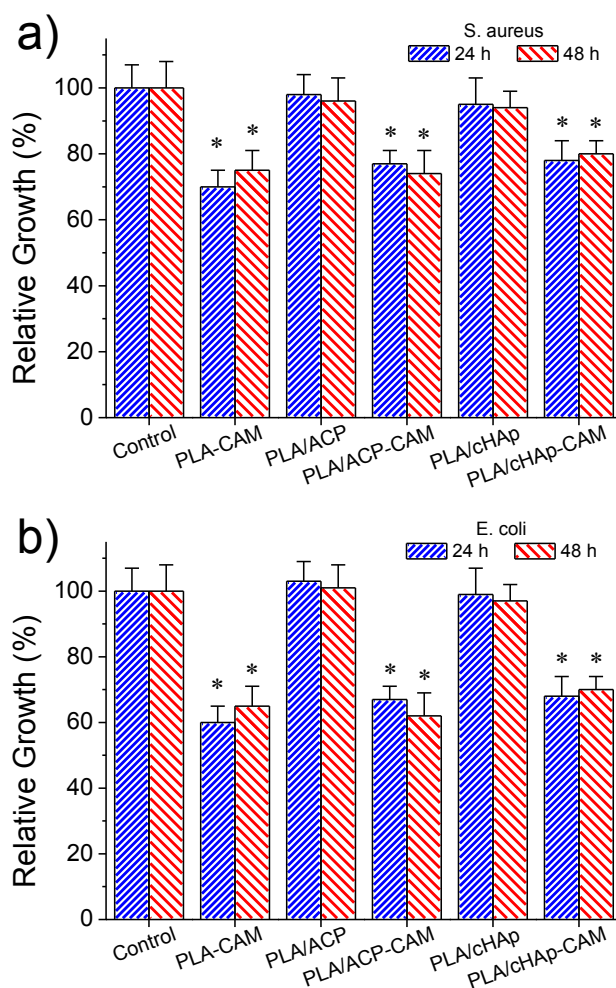 a)
S. aureus
24 h 48 h
Relative Growth (%)
100
80
60
40
20
0
* * * * * *
Control PLA-CAM PLA/ACP PLA/ACP-CAM PLA/cHAp PLA/cHAp-CAM
b)
E. coli
24 h 48 h
Relative Growth (%)
100
80
60
40
20
0
* * * * * *
Control PLA-CAM PLA/ACP PLA/ACP-CAM PLA/cHAp PLA/cHAp-CAM